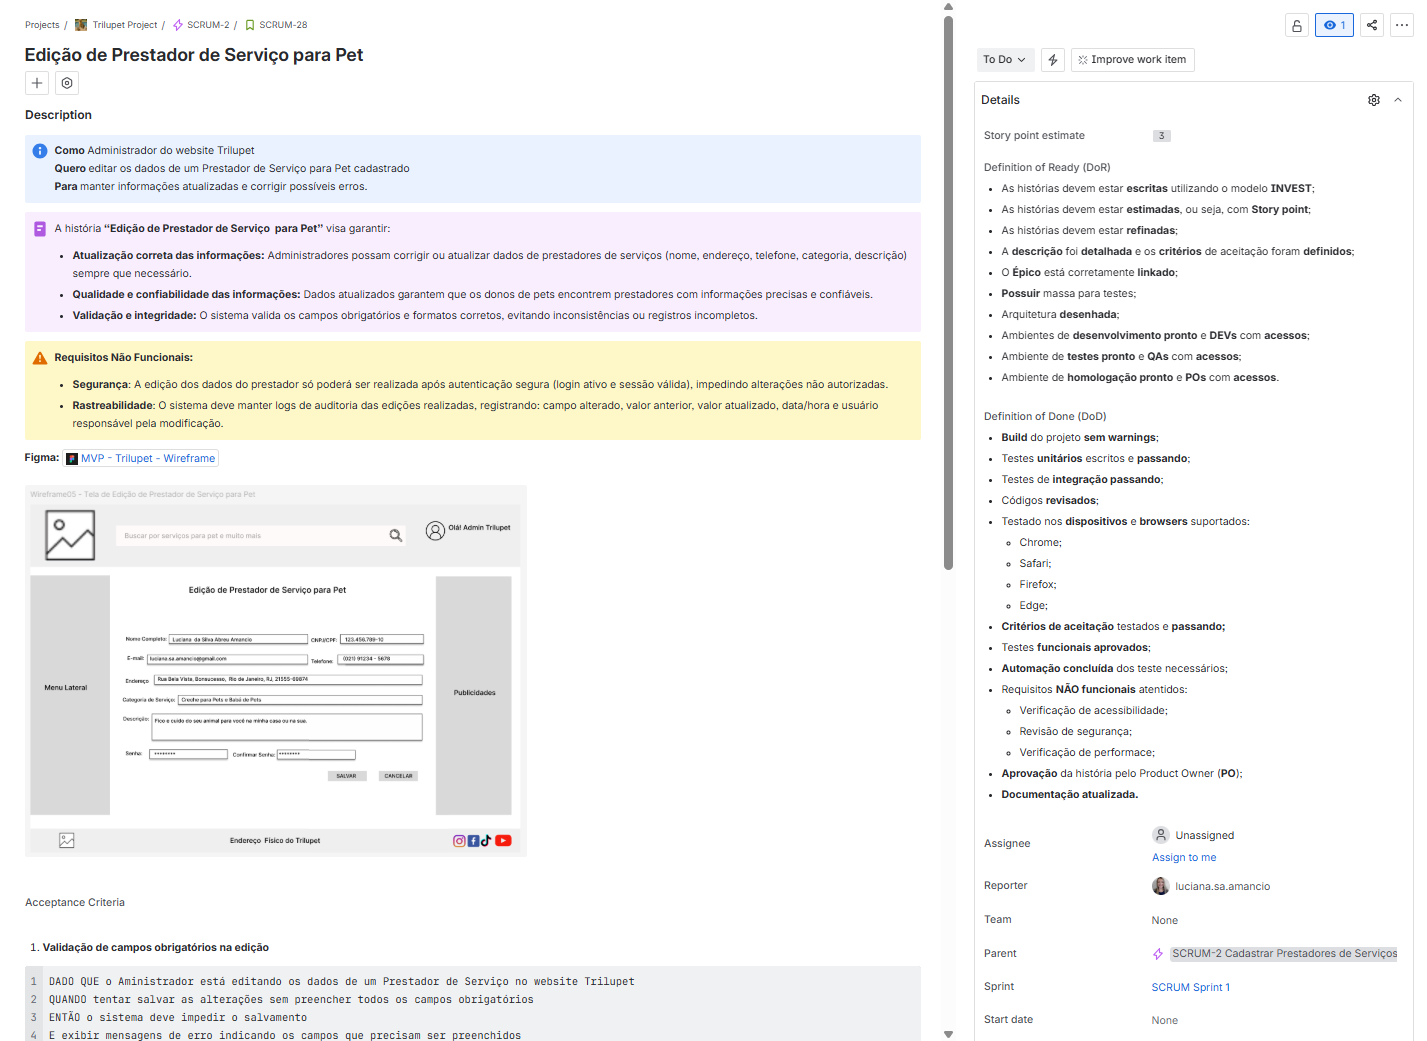 Projects / Trilupet Project / SCRUM-2 / SCRUM-28
Edição de Prestador de Serviço para Pet
Description
Como Administrador do website Trilupet
Quero editar os dados de um Prestador de Serviço para Pet cadastrado
Para manter informações atualizadas e corrigir possíveis erros.
A história “Edição de Prestador de Serviço para Pet” visa garantir:
Atualização correta das informações: Administradores possam corrigir ou atualizar dados de prestadores de serviços (nome, endereço, telefone, categoria, descrição)
sempre que necessário.
Qualidade e confiabilidade das informações: Dados atualizados garantem que os donos de pets encontrem prestadores com informações precisas e confiáveis.
Validação e integridade: O sistema valida os campos obrigatórios e formatos corretos, evitando inconsistências ou registros incompletos.
Requisitos Não Funcionais:
Segurança: A edição dos dados do prestador só poderá ser realizada após autenticação segura (login ativo e sessão válida), impedindo alterações não autorizadas.
Rastreabilidade: O sistema deve manter logs de auditoria das edições realizadas, registrando: campo alterado, valor anterior, valor atualizado, data/hora e usuário
responsável pela modificação.
Figma: MVP - Trilupet - Wireframe
Wireframe05 - Tela de Edição de Prestador de Serviço para Pet
Buscar por serviços para pet e muito mais
Olá! Admin Trilupet
Edição de Prestador de Serviço para Pet
Nome Completo: Luciana da Silva Abreu Amancio CNPJ/CPF: 123.456.789-10
E-mail: luciana.sa.amancio@gmail.com Telefone: (021) 91234 - 5678
Endereço Rua Bela Vista, Bonsucesso, Rio de Janeiro, RJ, 21555-69874
Categoria de Serviço: Creche para Pets e Babá de Pets
Descrição: Fico e cuido do seu animal para você na minha casa ou na sua.
Senha: ******** Confirmar Senha: ********
SALVAR CANCELAR
Menu Lateral
Publicidades
Endereço Físico do Trilupet
Acceptance Criteria
1. Validação de campos obrigatórios na edição
1 DADO QUE o Aministrador está editando os dados de um Prestador de Serviço no website Trilupet
2 QUANDO tentar salvar as alterações sem preencher todos os campos obrigatórios
3 ENTÃO o sistema deve impedir o salvamento
4 E exibir mensagens de erro indicando os campos que precisam ser preenchidos
1
To Do
Improve work item
Details
Story point estimate 3
Definition of Ready (DoR)
As histórias devem estar escritas utilizando o modelo INVEST;
As histórias devem estar estimadas, ou seja, com Story point;
As histórias devem estar refinadas;
A descrição foi detalhada e os critérios de aceitação foram definidos;
O Épico está corretamente linkado;
Possuir massa para testes;
Arquitetura desenhada;
Ambientes de desenvolvimento pronto e DEVs com acessos;
Ambiente de testes pronto e QAs com acessos;
Ambiente de homologação pronto e POs com acessos.
Definition of Done (DoD)
Build do projeto sem warnings;
Testes unitários escritos e passando;
Testes de integração passando;
Códigos revisados;
Testado nos dispositivos e browsers suportados:
Chrome;
Safari;
Firefox;
Edge;
Critérios de aceitação testados e passando;
Testes funcionais aprovados;
Automação concluída dos teste necessários;
Requisitos NÃO funcionais atentidos:
Verificação de acessibilidade;
Revisão de segurança;
Verificação de performace;
Aprovação da história pelo Product Owner (PO);
Documentação atualizada.
Assignee Unassigned
Assign to me
Reporter luciana.sa.amancio
Team None
Parent SCRUM-2 Cadastrar Prestadores de Serviços
Sprint SCRUM Sprint 1
Start date None